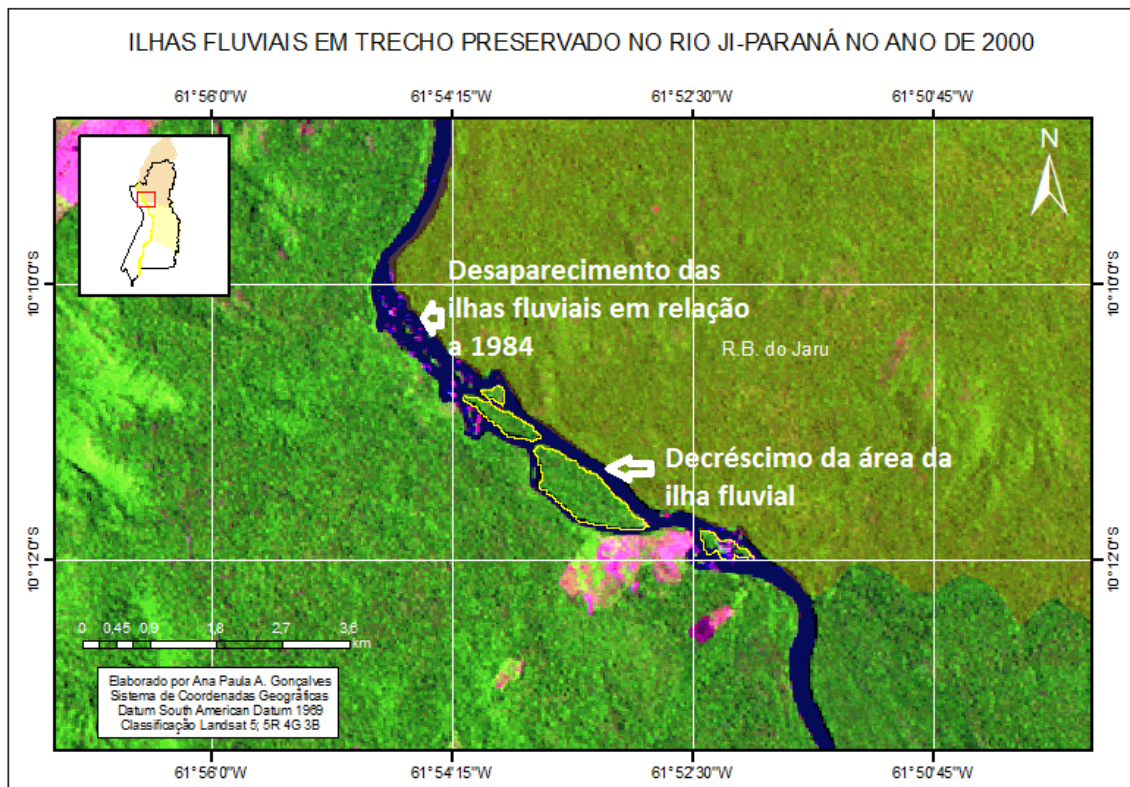 ILHAS FLUVIAIS EM TRECHO PRESERVADO NO RIO JI-PARANÁ NO ANO DE 2000
61°56'0"W 61°54'15"W 61°52'30"W 61°50'45"W
N
10°10'0"S 10°10'0"S
Desaparecimento das
ilhas fluviais em relação
a 1984
R.B. do Jaru
Decréscimo da área da
ilha fluvial
10°12'0"S 10°12'0"S
0 0,45 0,9 1,8 2,7 3,6
km
Elaborado por Ana Paula A. Gonçalves
Sistema de Coordenadas Geográficas
Datum South American Datum 1969
Classificação Landsat 5; 5R 4G 3B
61°56'0"W 61°54'15"W 61°52'30"W 61°50'45"W